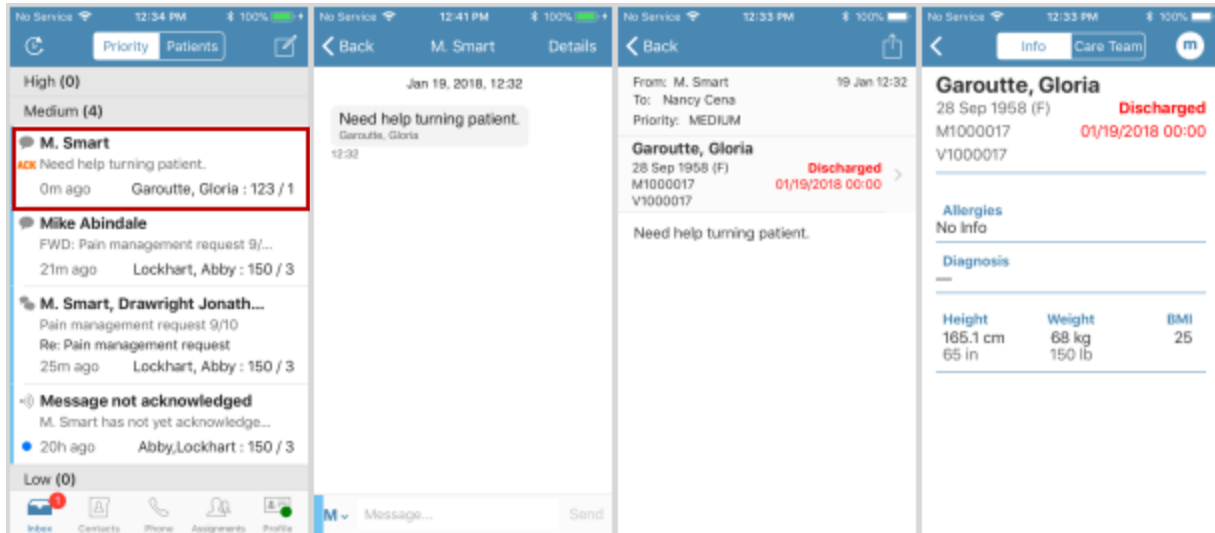 No Service 12:34 PM 100%
Priority Patients
High (0)
Medium (4)
M. Smart
ACK Need help turning patient.
0m ago Garoutte, Gloria : 123 / 1
Mike Abindale
FWD: Pain management request 9/...
21m ago Lockhart, Abby : 150 / 3
M. Smart, Drawright Jonath...
Pain management request 9/10
Re: Pain management request
25m ago Lockhart, Abby : 150 / 3
Message not acknowledged
M. Smart has not yet acknowledge...
20h ago Abby,Lockhart : 150 / 3
Low (0)
1
Inbox Contacts Phone Assignments Profile
No Service 12:41 PM 100%
Back M. Smart Details
Jan 19, 2018, 12:32
Need help turning patient.
Garoutte, Gloria
12:32
M Message... Send
No Service 12:33 PM 100%
Back
From: M. Smart 19 Jan 12:32
To: Nancy Cena
Priority: MEDIUM
Garoutte, Gloria
28 Sep 1958 (F) Discharged
M1000017 01/19/2018 00:00
V1000017
Need help turning patient.
No Service 12:33 PM 100%
Info Care Team m
Garoutte, Gloria
28 Sep 1958 (F) Discharged
M1000017 01/19/2018 00:00
V1000017
Allergies
No Info
Diagnosis
—
Height Weight BMI
165.1 cm 68 kg 25
65 in 150 lb